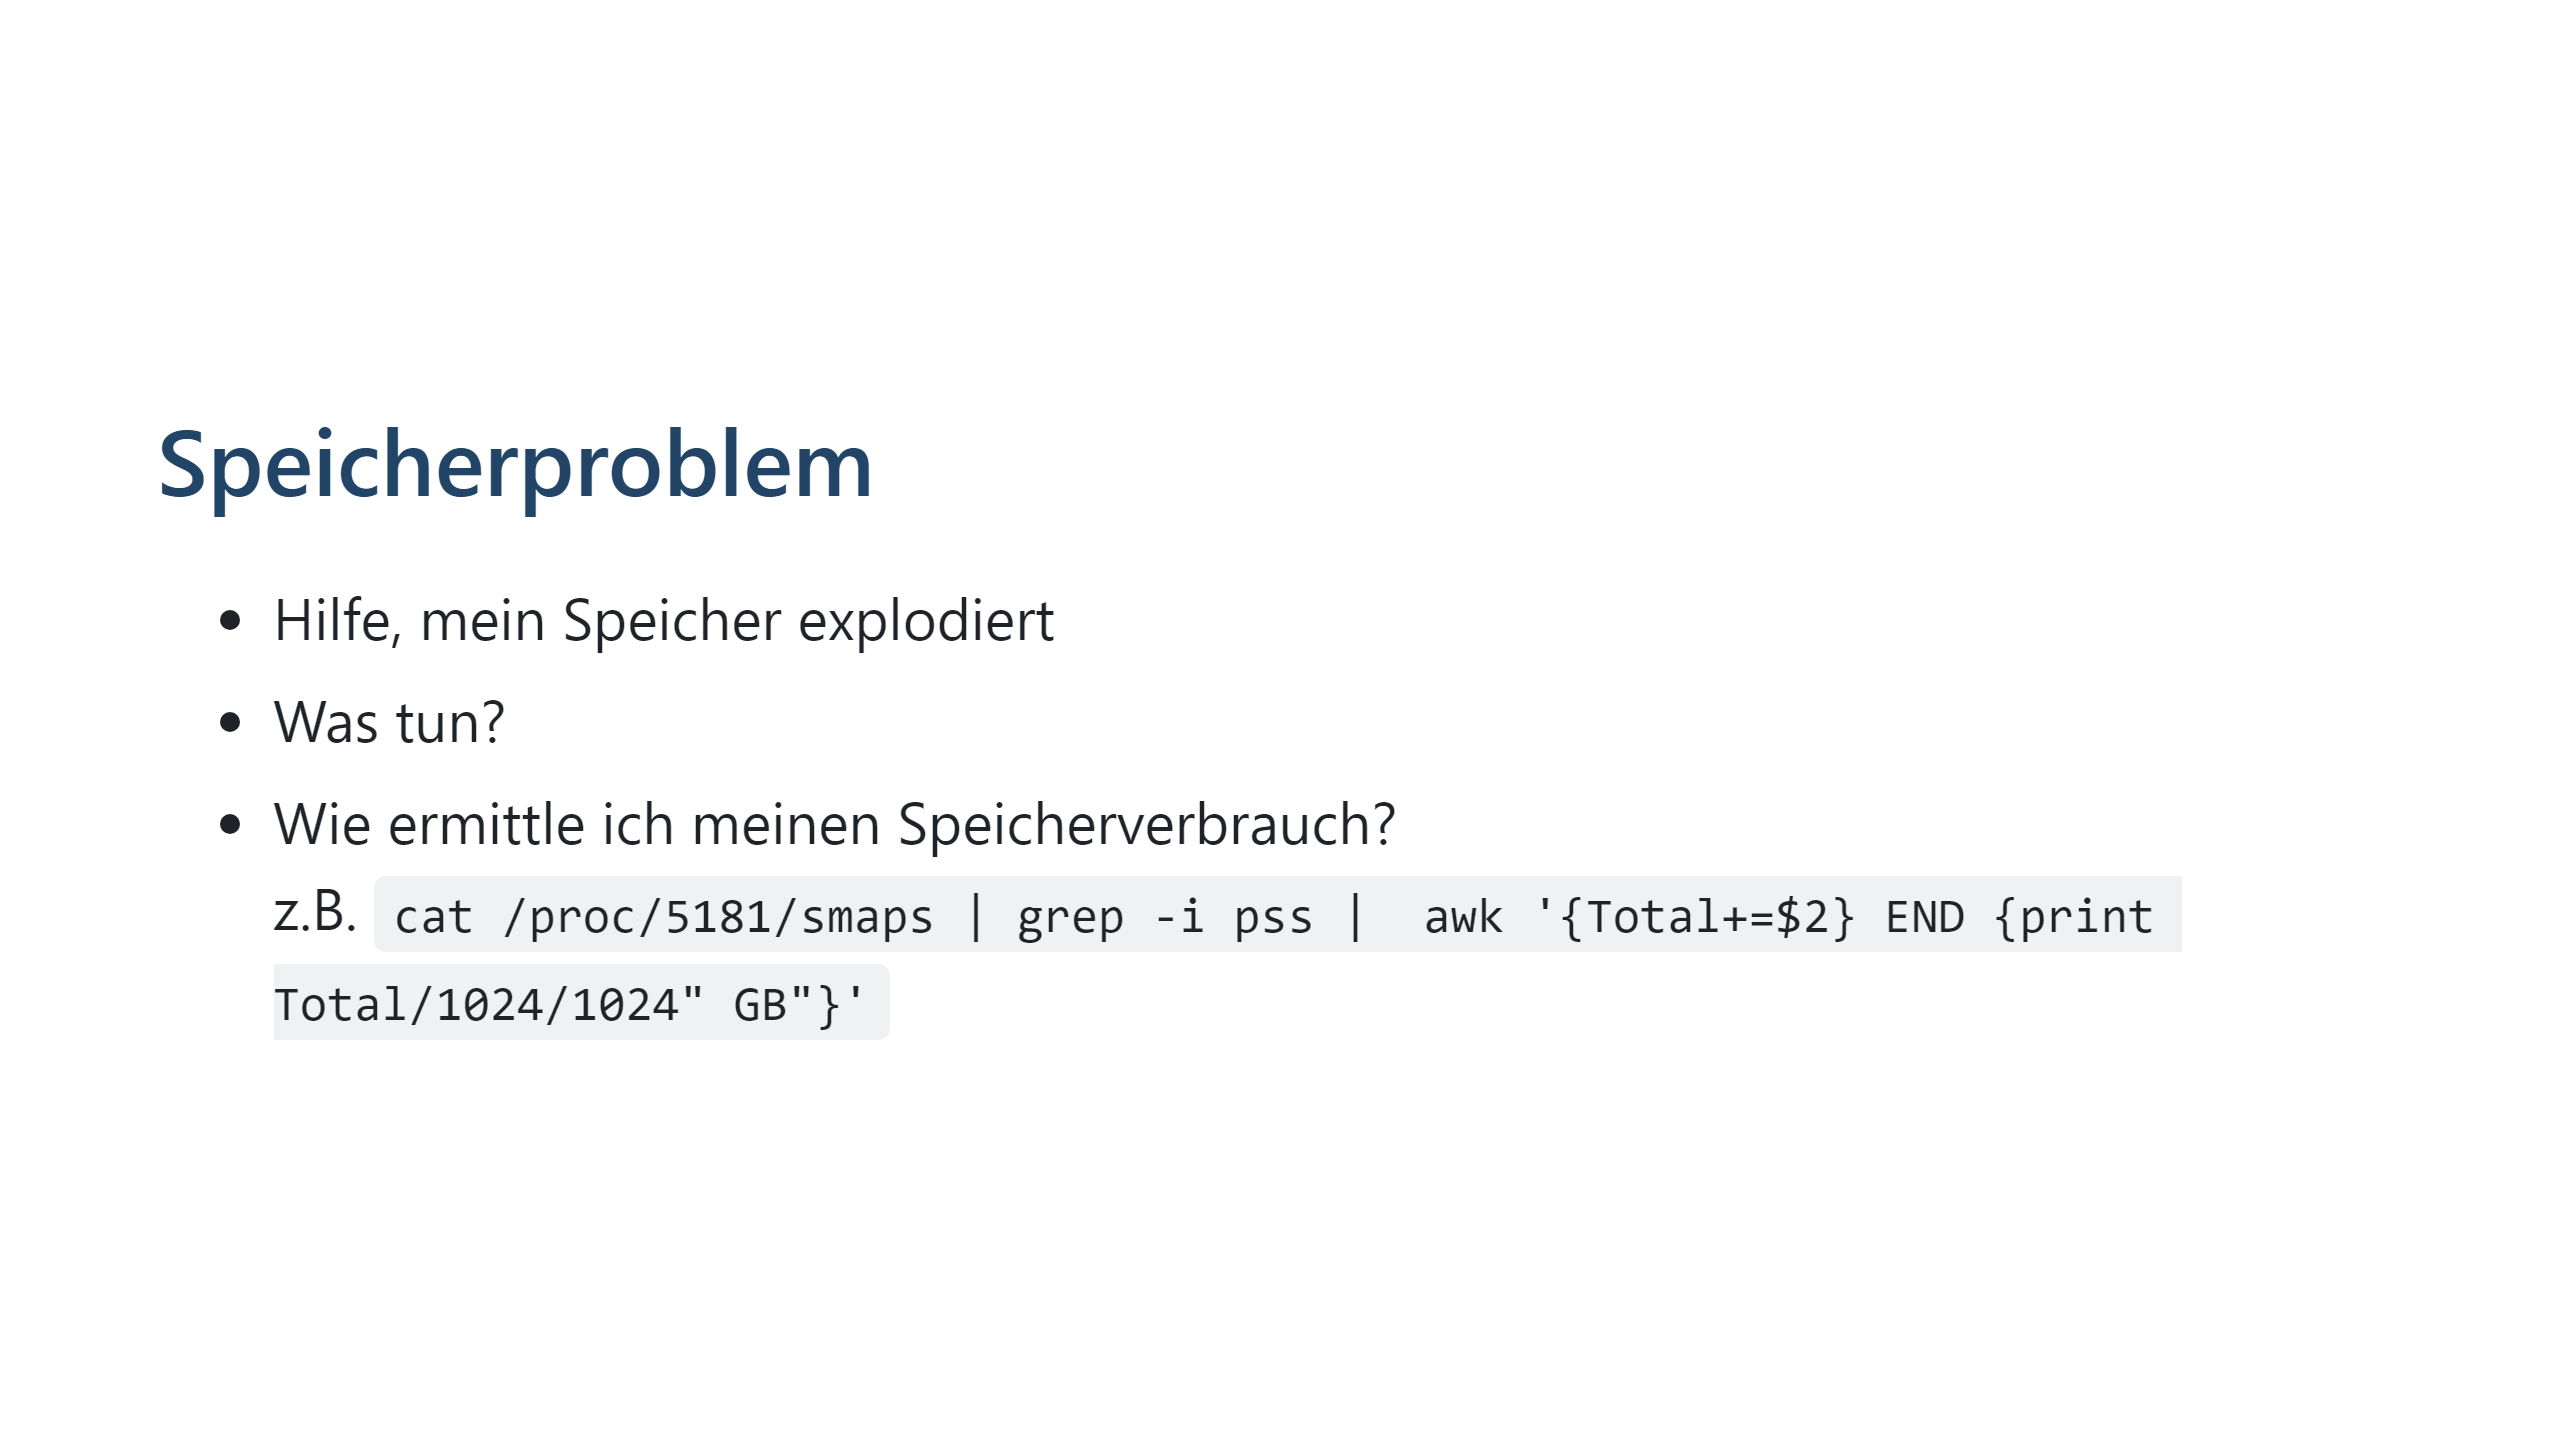 Speicherproblem
Hilfe, mein Speicher explodiert
Was tun?
Wie ermittle ich meinen Speicherverbrauch?
z.B. cat /proc/5181/smaps | grep -i pss |  awk '{Total+=$2} END {print
Total/1024/1024" GB"}'